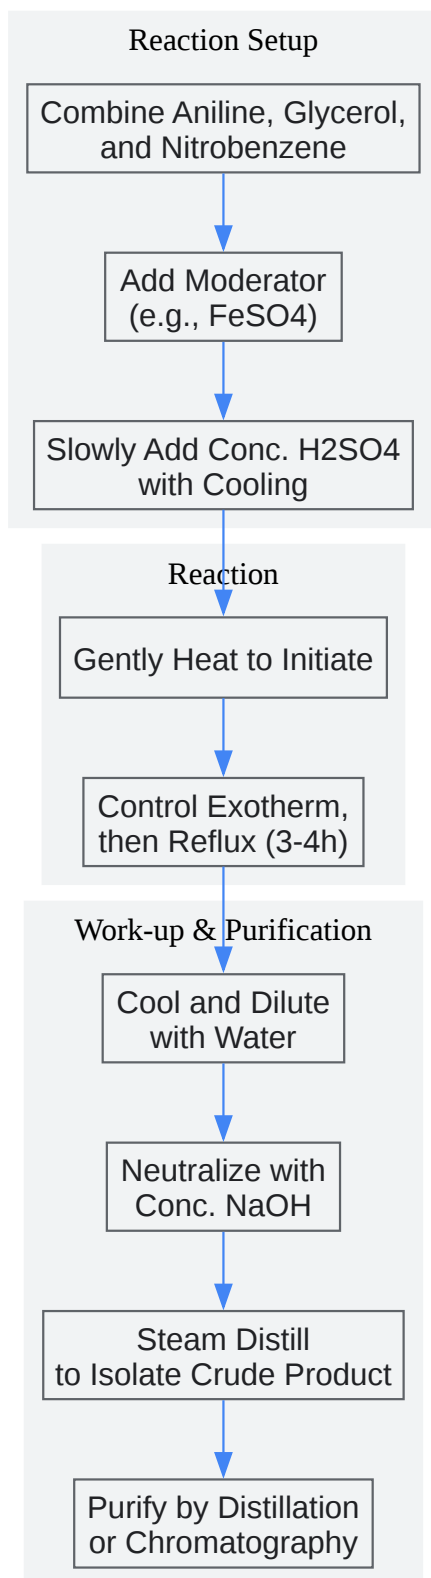 Reaction Setup
Combine Aniline, Glycerol,
and Nitrobenzene
Add Moderator
(e.g., FeSO4)
Slowly Add Conc. H2SO4
with Cooling
Reaction
Gently Heat to Initiate
Control Exotherm,
then Reflux (3-4h)
Work-up & Purification
Cool and Dilute
with Water
Neutralize with
Conc. NaOH
Steam Distill
to Isolate Crude Product
Purify by Distillation
or Chromatography